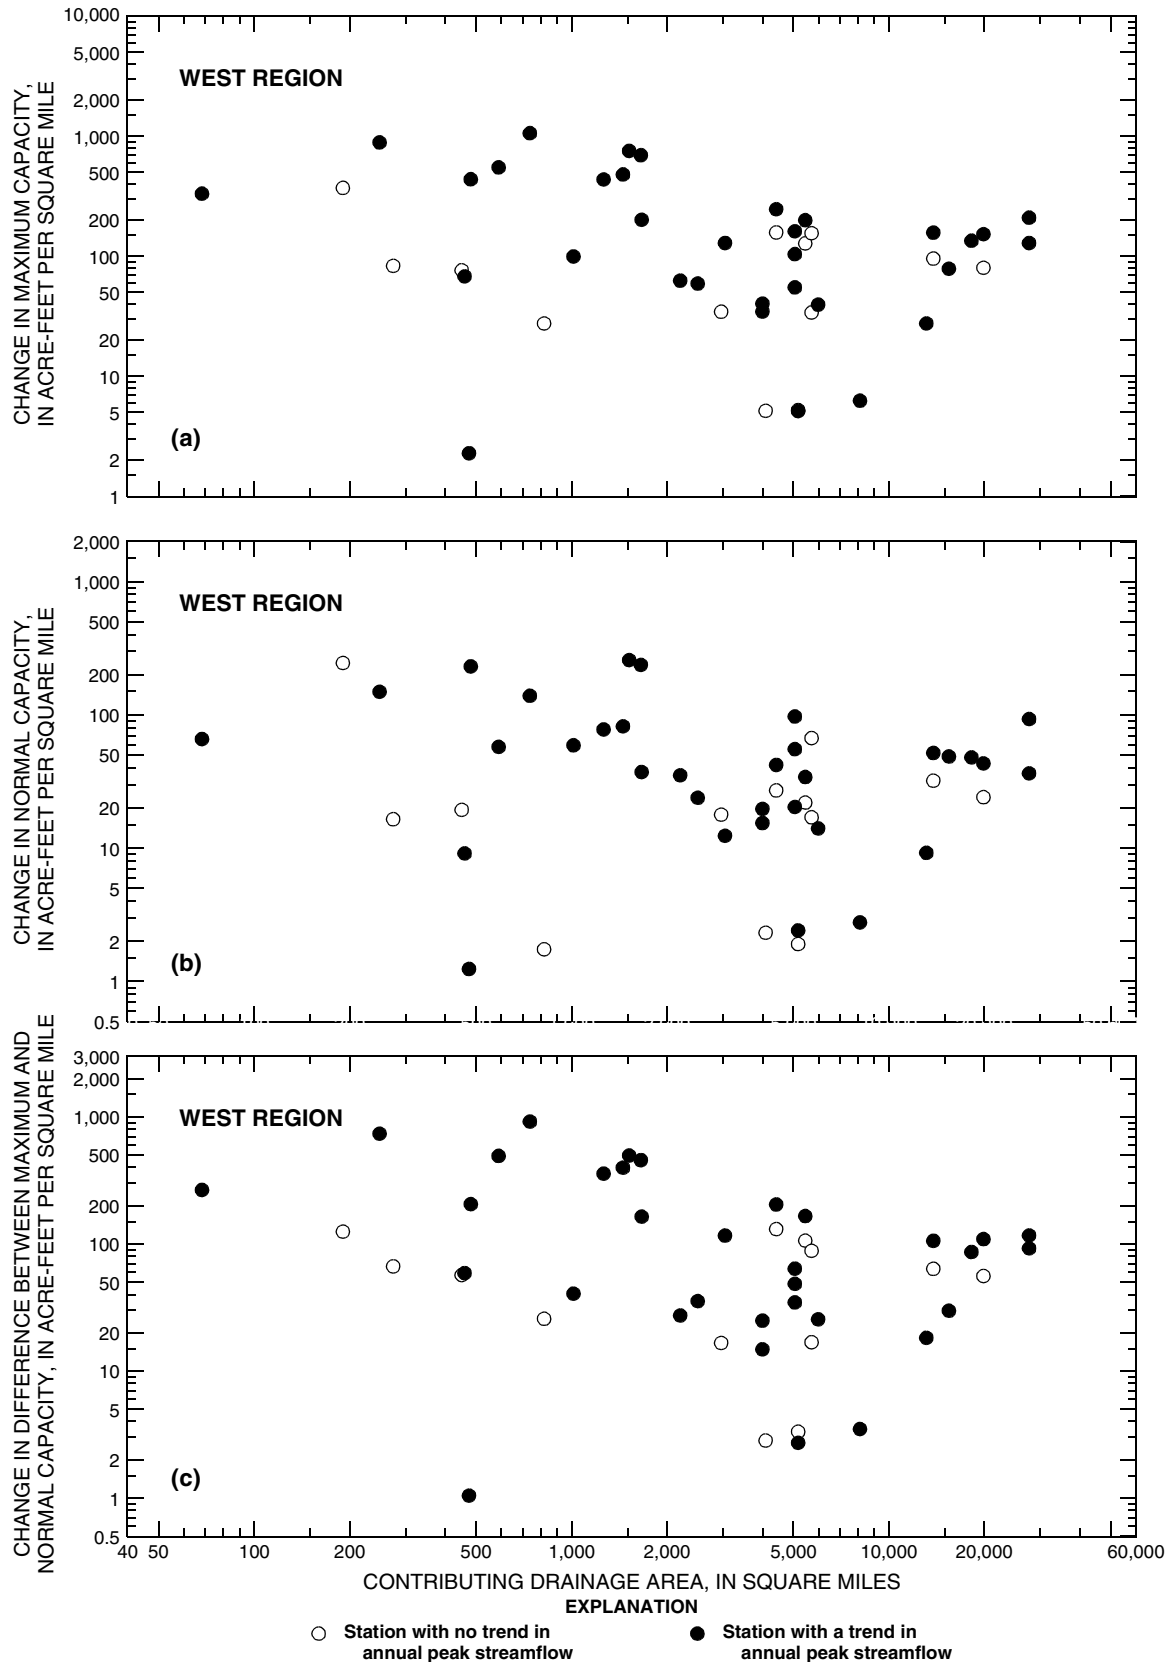 CHANGE IN MAXIMUM CAPACITY,
IN ACRE-FEET PER SQUARE MILE
10,000
5,000
2,000
1,000
500
200
100
50
20
10
5
2
1
WEST REGION
(a)
CHANGE IN NORMAL CAPACITY,
IN ACRE-FEET PER SQUARE MILE
2,000
1,000
500
200
100
50
20
10
5
2
1
0.5
WEST REGION
(b)
CHANGE IN DIFFERENCE BETWEEN MAXIMUM AND
NORMAL CAPACITY, IN ACRE-FEET PER SQUARE MILE
3,000
2,000
1,000
500
200
100
50
20
10
5
2
1
0.5
WEST REGION
(c)
40 50 100 200 500 1,000 2,000 5,000 10,000 20,000 60,000
CONTRIBUTING DRAINAGE AREA, IN SQUARE MILES
EXPLANATION
Station with no trend in
annual peak streamflow
Station with a trend in
annual peak streamflow